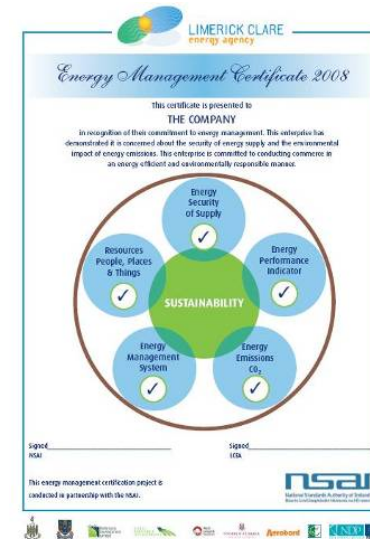 LIMERICK CLARE
energy agency
Energy Management Certificate 2008
This certificate is presented to
THE COMPANY
in recognition of their commitment to energy management. This enterprise has
demonstrated it is concerned about the security of energy supply and the environmental
impact of energy emissions. This enterprise is committed to conducting commerce in
an energy efficient and environmentally responsible manner.
Energy
Security
of Supply
Resources
People, Places
& Things
Energy
Performance
Indicator
SUSTAINABILITY
Energy
Management
System
Energy
Emissions
CO₂
Signed
NSAI
Signed
LCEA
This energy management certification project is
conducted in partnership with the NSAI.
nsai
National Standards Authority of Ireland
Aerobord
NDP